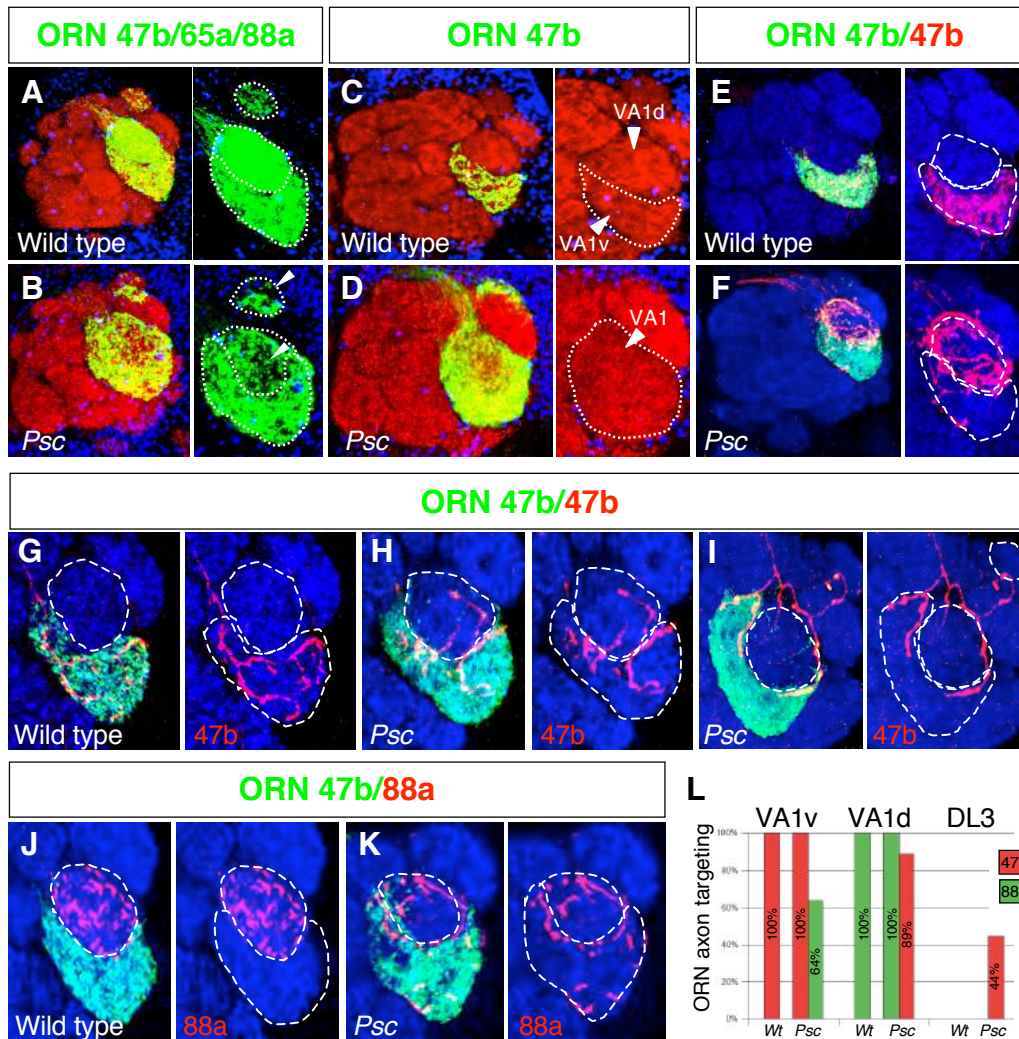 ORN 47b/65a/88a
ORN 47b
ORN 47b/47b
A
Wild type
C
VA1d
VA1v
Wild type
E
Wild type
B
Psc
D
VA1
Psc
F
Psc
ORN 47b/47b
G
Wild type
47b
H
Psc
47b
I
Psc
47b
ORN 47b/88a
J
Wild type
88a
K
Psc
88a
L
VA1v VA1d DL3
ORN axon targeting
100%
80%
60%
40%
20%
0%
100%
100%
64%
100%
100%
89%
44%
47
88
Wt Psc Wt Psc Wt Psc